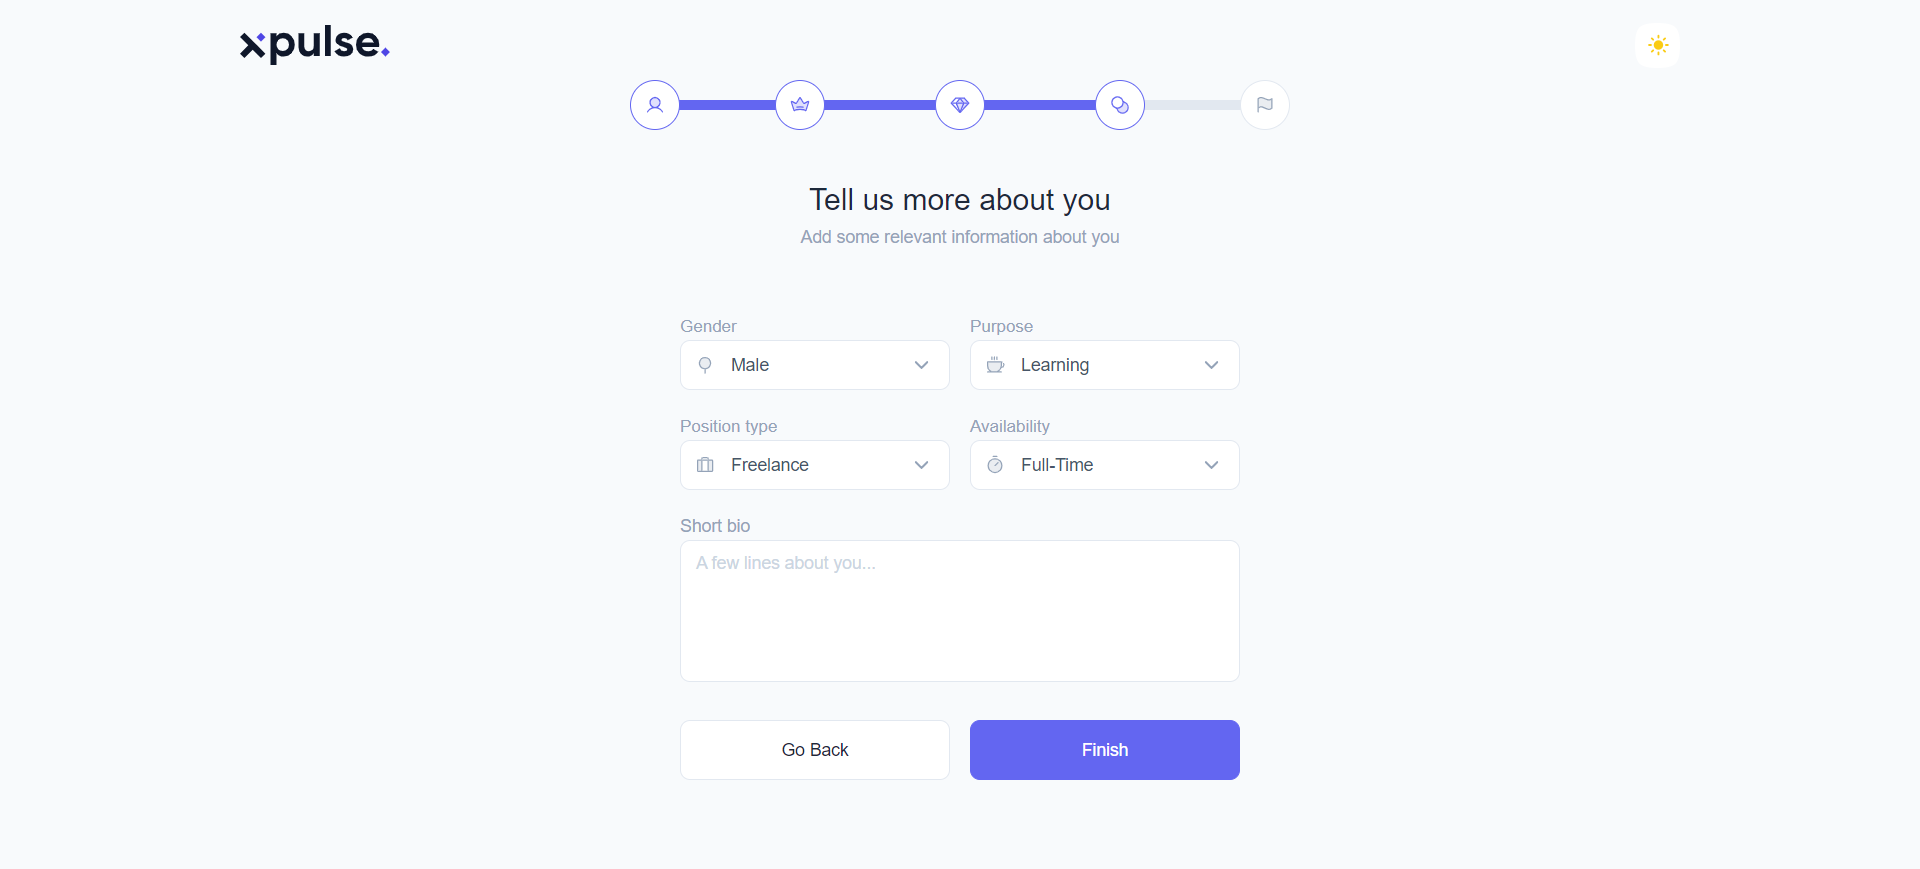 xpulse.
Tell us more about you
Add some relevant information about you
Gender
Purpose
Male
Learning
Position type
Availability
Freelance
Full-Time
Short bio
A few lines about you...
Go Back
Finish